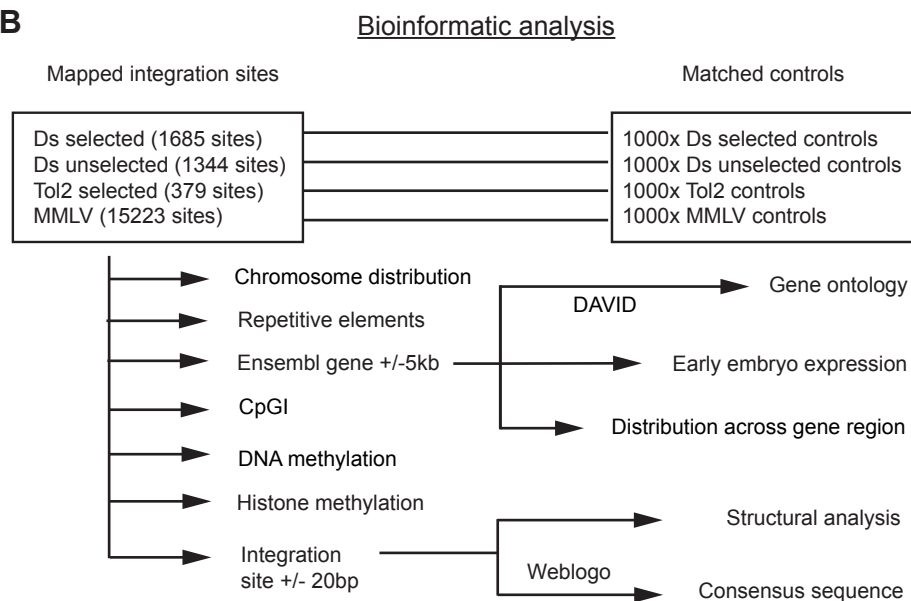 B
Bioinformatic analysis
Mapped integration sites
Matched controls
Ds selected (1685 sites)
Ds unselected (1344 sites)
Tol2 selected (379 sites)
MMLV (15223 sites)
1000x Ds selected controls
1000x Ds unselected controls
1000x Tol2 controls
1000x MMLV controls
Chromosome distribution
Repetitive elements
Ensembl gene +/-5kb
CpGI
DNA methylation
Histone methylation
Integration
site +/- 20bp
DAVID
Gene ontology
Early embryo expression
Distribution across gene region
Structural analysis
Weblogo
Consensus sequence